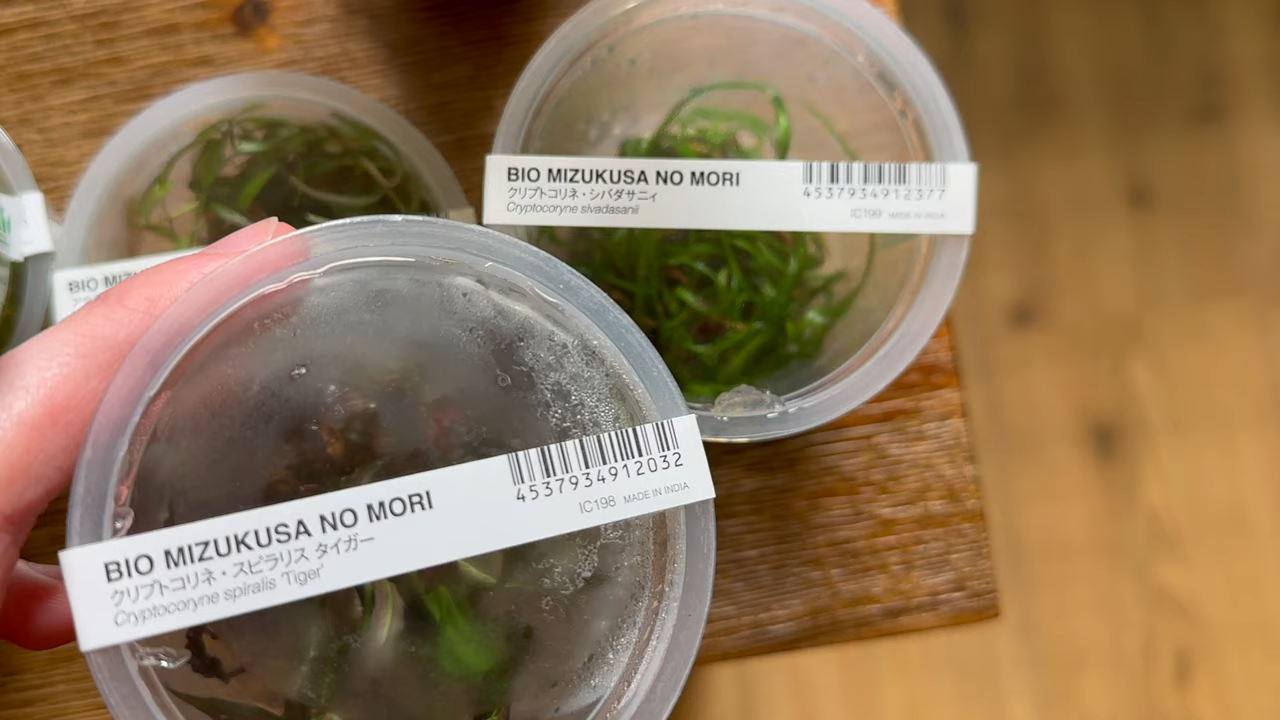 BIO MIZUKUSA NO MORI
クリプトコリネ・シバダサニィ
Cryptocoryne sivadasanii
4537934912377
IC199 MADE IN INDIA
BIO
BIO MIZUKUSA NO MORI
クリプトコリネ・スピラリス タイガー
Cryptocoryne spiralis 'Tiger'
4537934912032
IC198 MADE IN INDIA